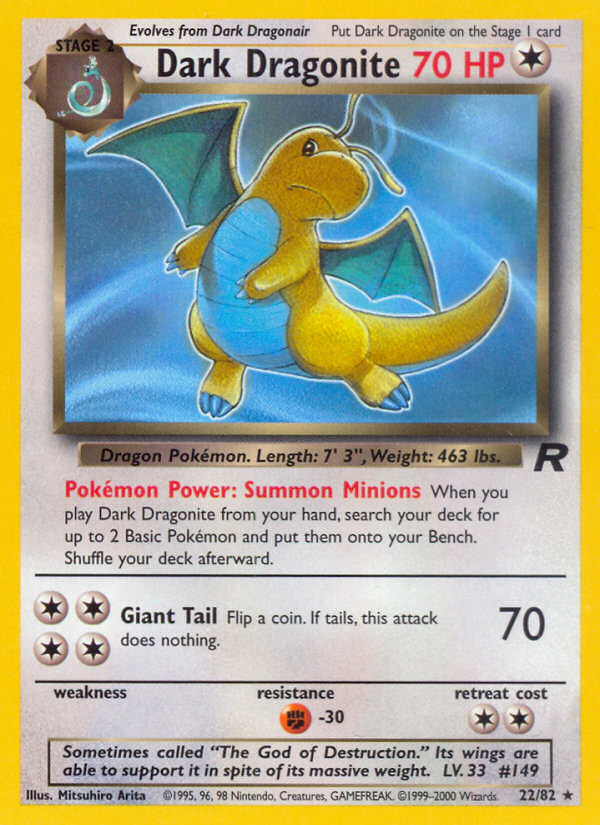 Evolves from Dark Dragonair Put Dark Dragonite on the Stage 1 card
STAGE 2
Dark Dragonite 70 HP
Dragon Pokémon. Length: 7' 3", Weight: 463 lbs.
R
Pokémon Power: Summon Minions When you
play Dark Dragonite from your hand, search your deck for
up to 2 Basic Pokémon and put them onto your Bench.
Shuffle your deck afterward.
Giant Tail Flip a coin. If tails, this attack
does nothing.
70
weakness resistance retreat cost
-30
Sometimes called “The God of Destruction.” Its wings are
able to support it in spite of its massive weight. LV. 33 #149
Illus. Mitsuhiro Arita ©1995, 96, 98 Nintendo, Creatures, GAMEFREAK. ©1999–2000 Wizards. 22/82 ★